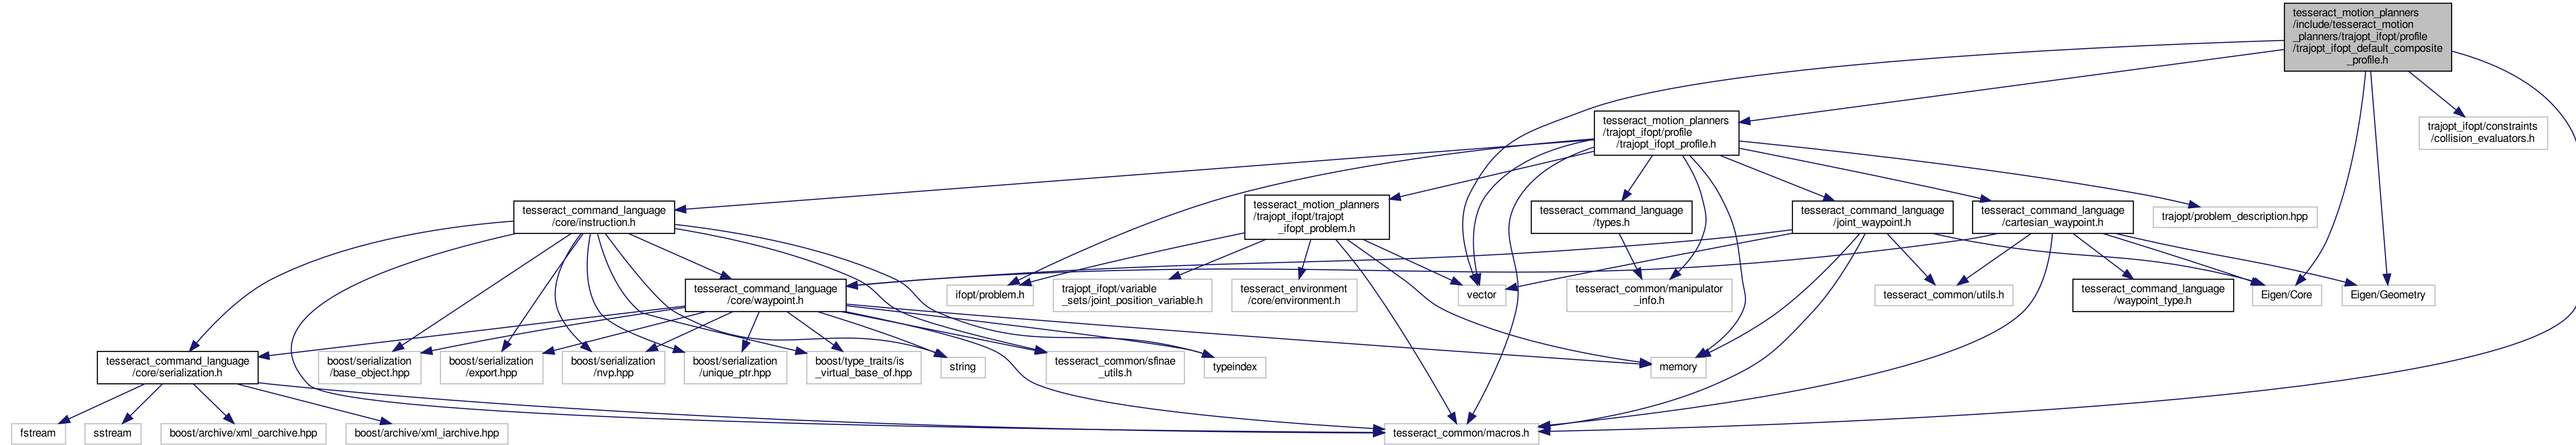 tesseract_motion_planners
/include/tesseract_motion
_planners/trajopt_ifopt/profile
/trajopt_ifopt_default_composite
_profile.h
tesseract_motion_planners
/trajopt_ifopt/profile
/trajopt_ifopt_profile.h
trajopt_ifopt/constraints
/collision_evaluators.h
tesseract_command_language
/core/instruction.h
tesseract_motion_planners
/trajopt_ifopt/trajopt
_ifopt_problem.h
tesseract_command_language
/types.h
tesseract_command_language
/joint_waypoint.h
tesseract_command_language
/cartesian_waypoint.h
trajopt/problem_description.hpp
tesseract_command_language
/core/waypoint.h
ifopt/problem.h
trajopt_ifopt/variable
_sets/joint_position_variable.h
tesseract_environment
/core/environment.h
vector
tesseract_common/manipulator
_info.h
tesseract_common/utils.h
tesseract_command_language
/waypoint_type.h
Eigen/Core
Eigen/Geometry
tesseract_command_language
/core/serialization.h
boost/serialization
/base_object.hpp
boost/serialization
/export.hpp
boost/serialization
/nvp.hpp
boost/serialization
/unique_ptr.hpp
boost/type_traits/is
_virtual_base_of.hpp
string
tesseract_common/sfinae
_utils.h
typeindex
memory
fstream
sstream
boost/archive/xml_oarchive.hpp
boost/archive/xml_iarchive.hpp
tesseract_common/macros.h